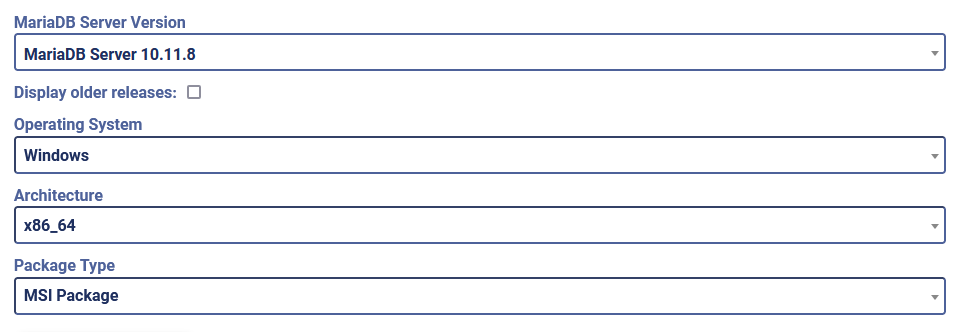 MariaDB Server Version
MariaDB Server 10.11.8
Display older releases:
Operating System
Windows
Architecture
x86_64
Package Type
MSI Package